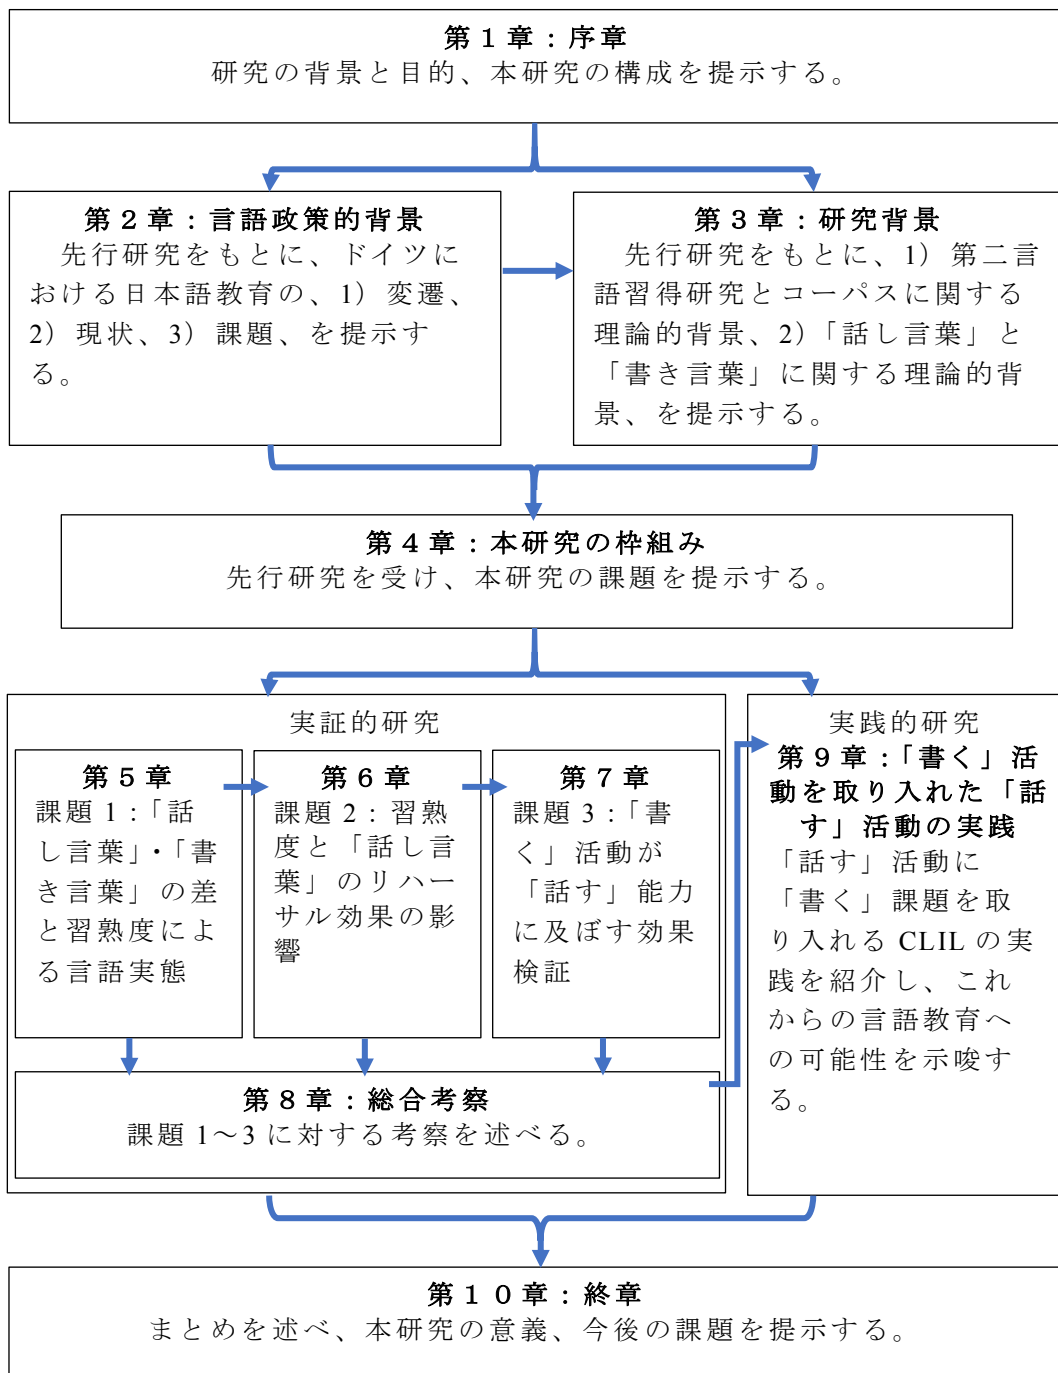 第１章：序章
研究の背景と目的、本研究の構成を提示する。
第２章：言語政策的背景
先行研究をもとに、ドイツに
おける日本語教育の、1）変遷、
2）現状、3）課題、を提示す
る。
第３章：研究背景
先行研究をもとに、1）第二言
語習得研究とコーパスに関する
理論的背景、2）「話し言葉」と
「書き言葉」に関する理論的背
景、を提示する。
第４章：本研究の枠組み
先行研究を受け、本研究の課題を提示する。
実証的研究
第５章
課題 1：「話
し言葉」・「書
き言葉」の差
と習熟度によ
る言語実態
第６章
課題 2：習熟
度と「話し言
葉」のリハー
サル効果の影
響
第７章
課題 3：「書
く」活動が
「話す」能力
に及ぼす効果
検証
第８章：総合考察
課題 1～3 に対する考察を述べる。
実践的研究
第９章：「書く」活
動を取り入れた「話
す」活動の実践
「話す」活動に
「書く」課題を取
り入れる CLIL の実
践を紹介し、これ
からの言語教育へ
の可能性を示唆す
る。
第１０章：終章
まとめを述べ、本研究の意義、今後の課題を提示する。